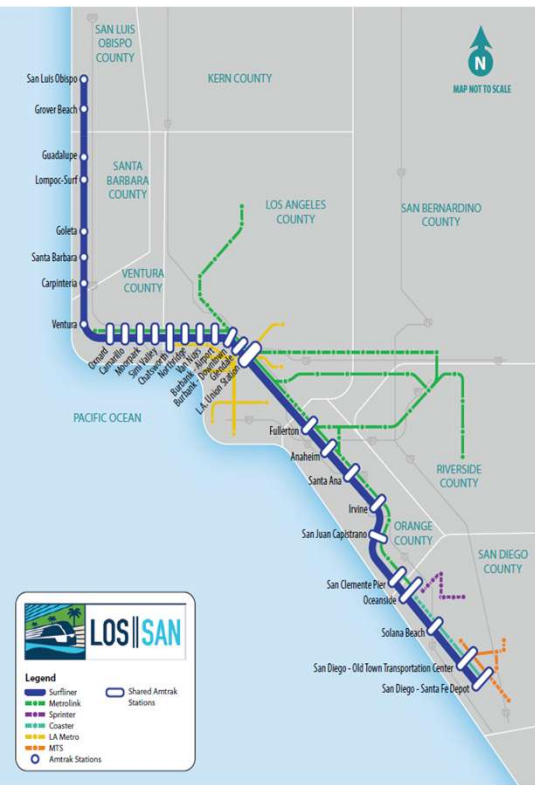 SAN LUIS
OBISPO
COUNTY
KERN COUNTY
N
MAP NOT TO SCALE
San Luis Obispo
Grover Beach
Guadalupe
Lompoc-Surf
SANTA
BARBARA
COUNTY
LOS ANGELES
COUNTY
SAN BERNARDINO
COUNTY
Goleta
Santa Barbara
Carpinteria
VENTURA
COUNTY
Ventura
Oxnard
Camarillo
Moorpark
Simi Valley
Chatsworth
Northridge
Van Nuys
Burbank - Airport
Burbank - Downtown
Glendale
L.A. Union Station
PACIFIC OCEAN
Fullerton
Anaheim
Santa Ana
RIVERSIDE
COUNTY
Irvine
San Juan Capistrano
ORANGE
COUNTY
SAN DIEGO
COUNTY
San Clemente Pier
Oceanside
Solana Beach
San Diego - Old Town Transportation Center
San Diego - Santa Fe Depot
LOS SAN
Legend
Surfliner
Metrolink
Sprinter
Coaster
LA Metro
MTS
Amtrak Stations
Shared Amtrak
Stations